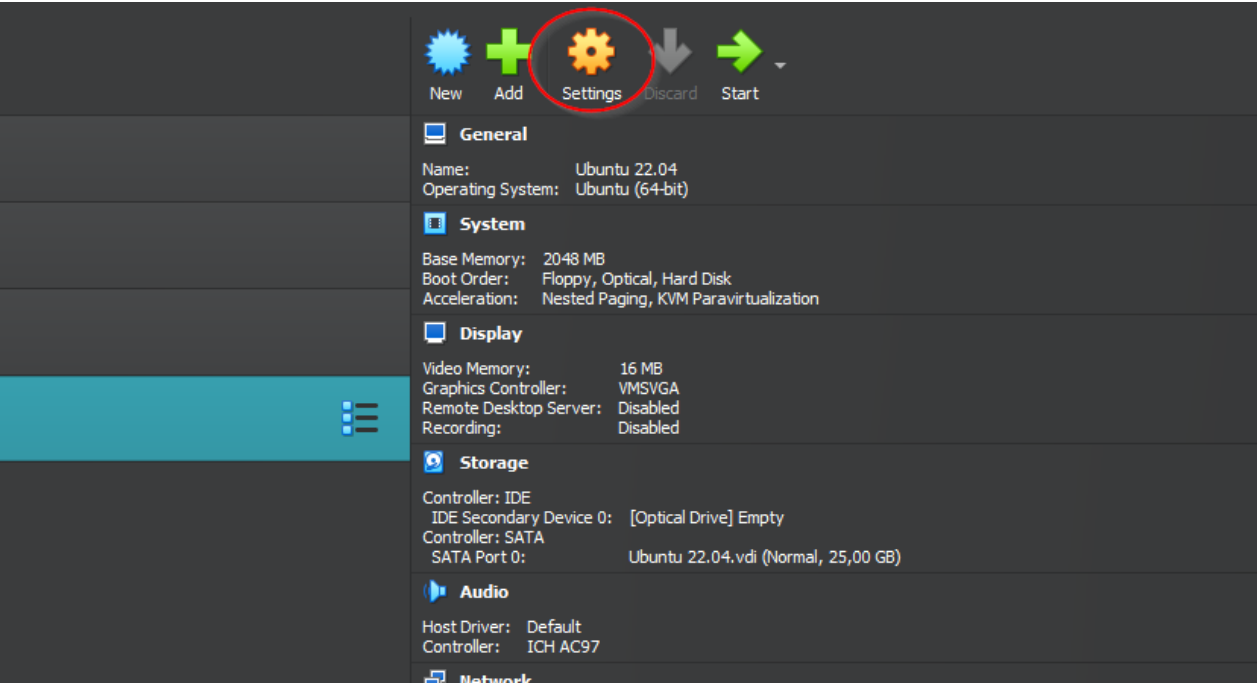 New Add Settings Discard Start
General
Name: Ubuntu 22.04
Operating System: Ubuntu (64-bit)
System
Base Memory: 2048 MB
Boot Order: Floppy, Optical, Hard Disk
Acceleration: Nested Paging, KVM Paravirtualization
Display
Video Memory: 16 MB
Graphics Controller: VMSVGA
Remote Desktop Server: Disabled
Recording: Disabled
Storage
Controller: IDE
IDE Secondary Device 0: [Optical Drive] Empty
Controller: SATA
SATA Port 0: Ubuntu 22.04.vdi (Normal, 25,00 GB)
Audio
Host Driver: Default
Controller: ICH AC97
Network